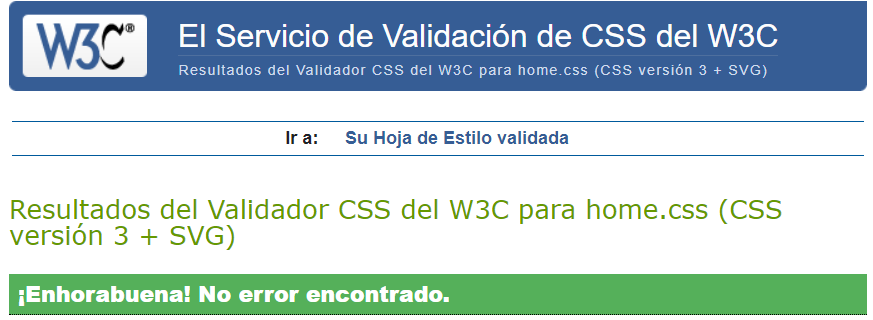 W3C®
El Servicio de Validación de CSS del W3C
Resultados del Validador CSS del W3C para home.css (CSS versión 3 + SVG)
Ir a: Su Hoja de Estilo validada
Resultados del Validador CSS del W3C para home.css (CSS
versión 3 + SVG)
¡Enhorabuena! No error encontrado.